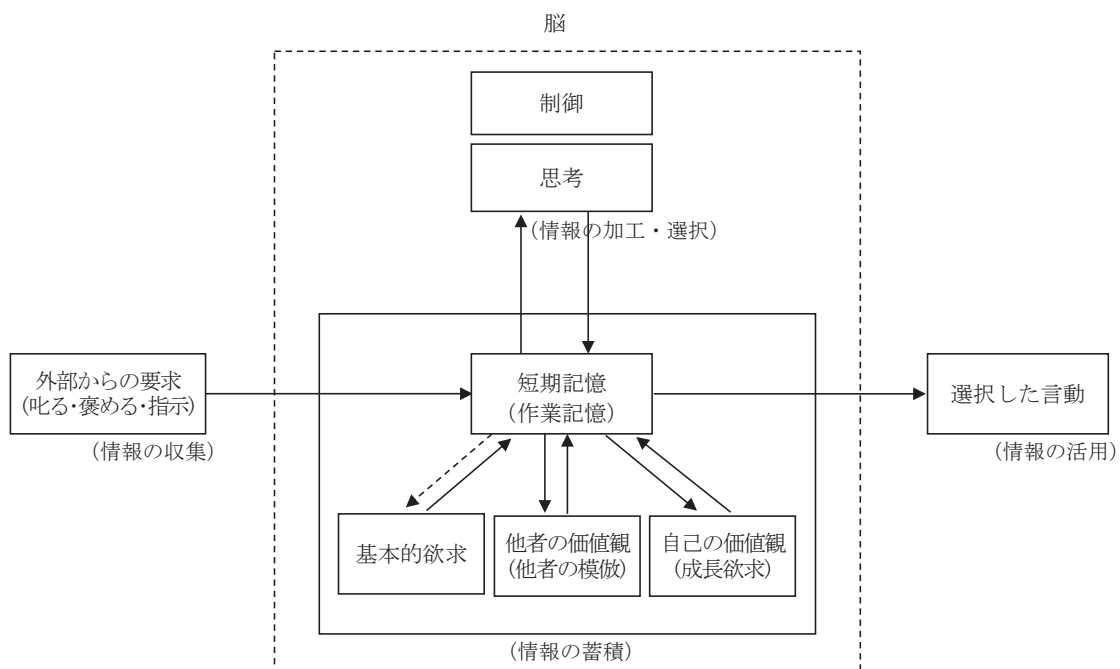 脳
制御
思考
（情報の加工・選択）
外部からの要求
（叱る・褒める・指示）
（情報の収集）
短期記憶
（作業記憶）
選択した言動
（情報の活用）
基本的欲求
他者の価値観
（他者の模倣）
自己の価値観
（成長欲求）
（情報の蓄積）